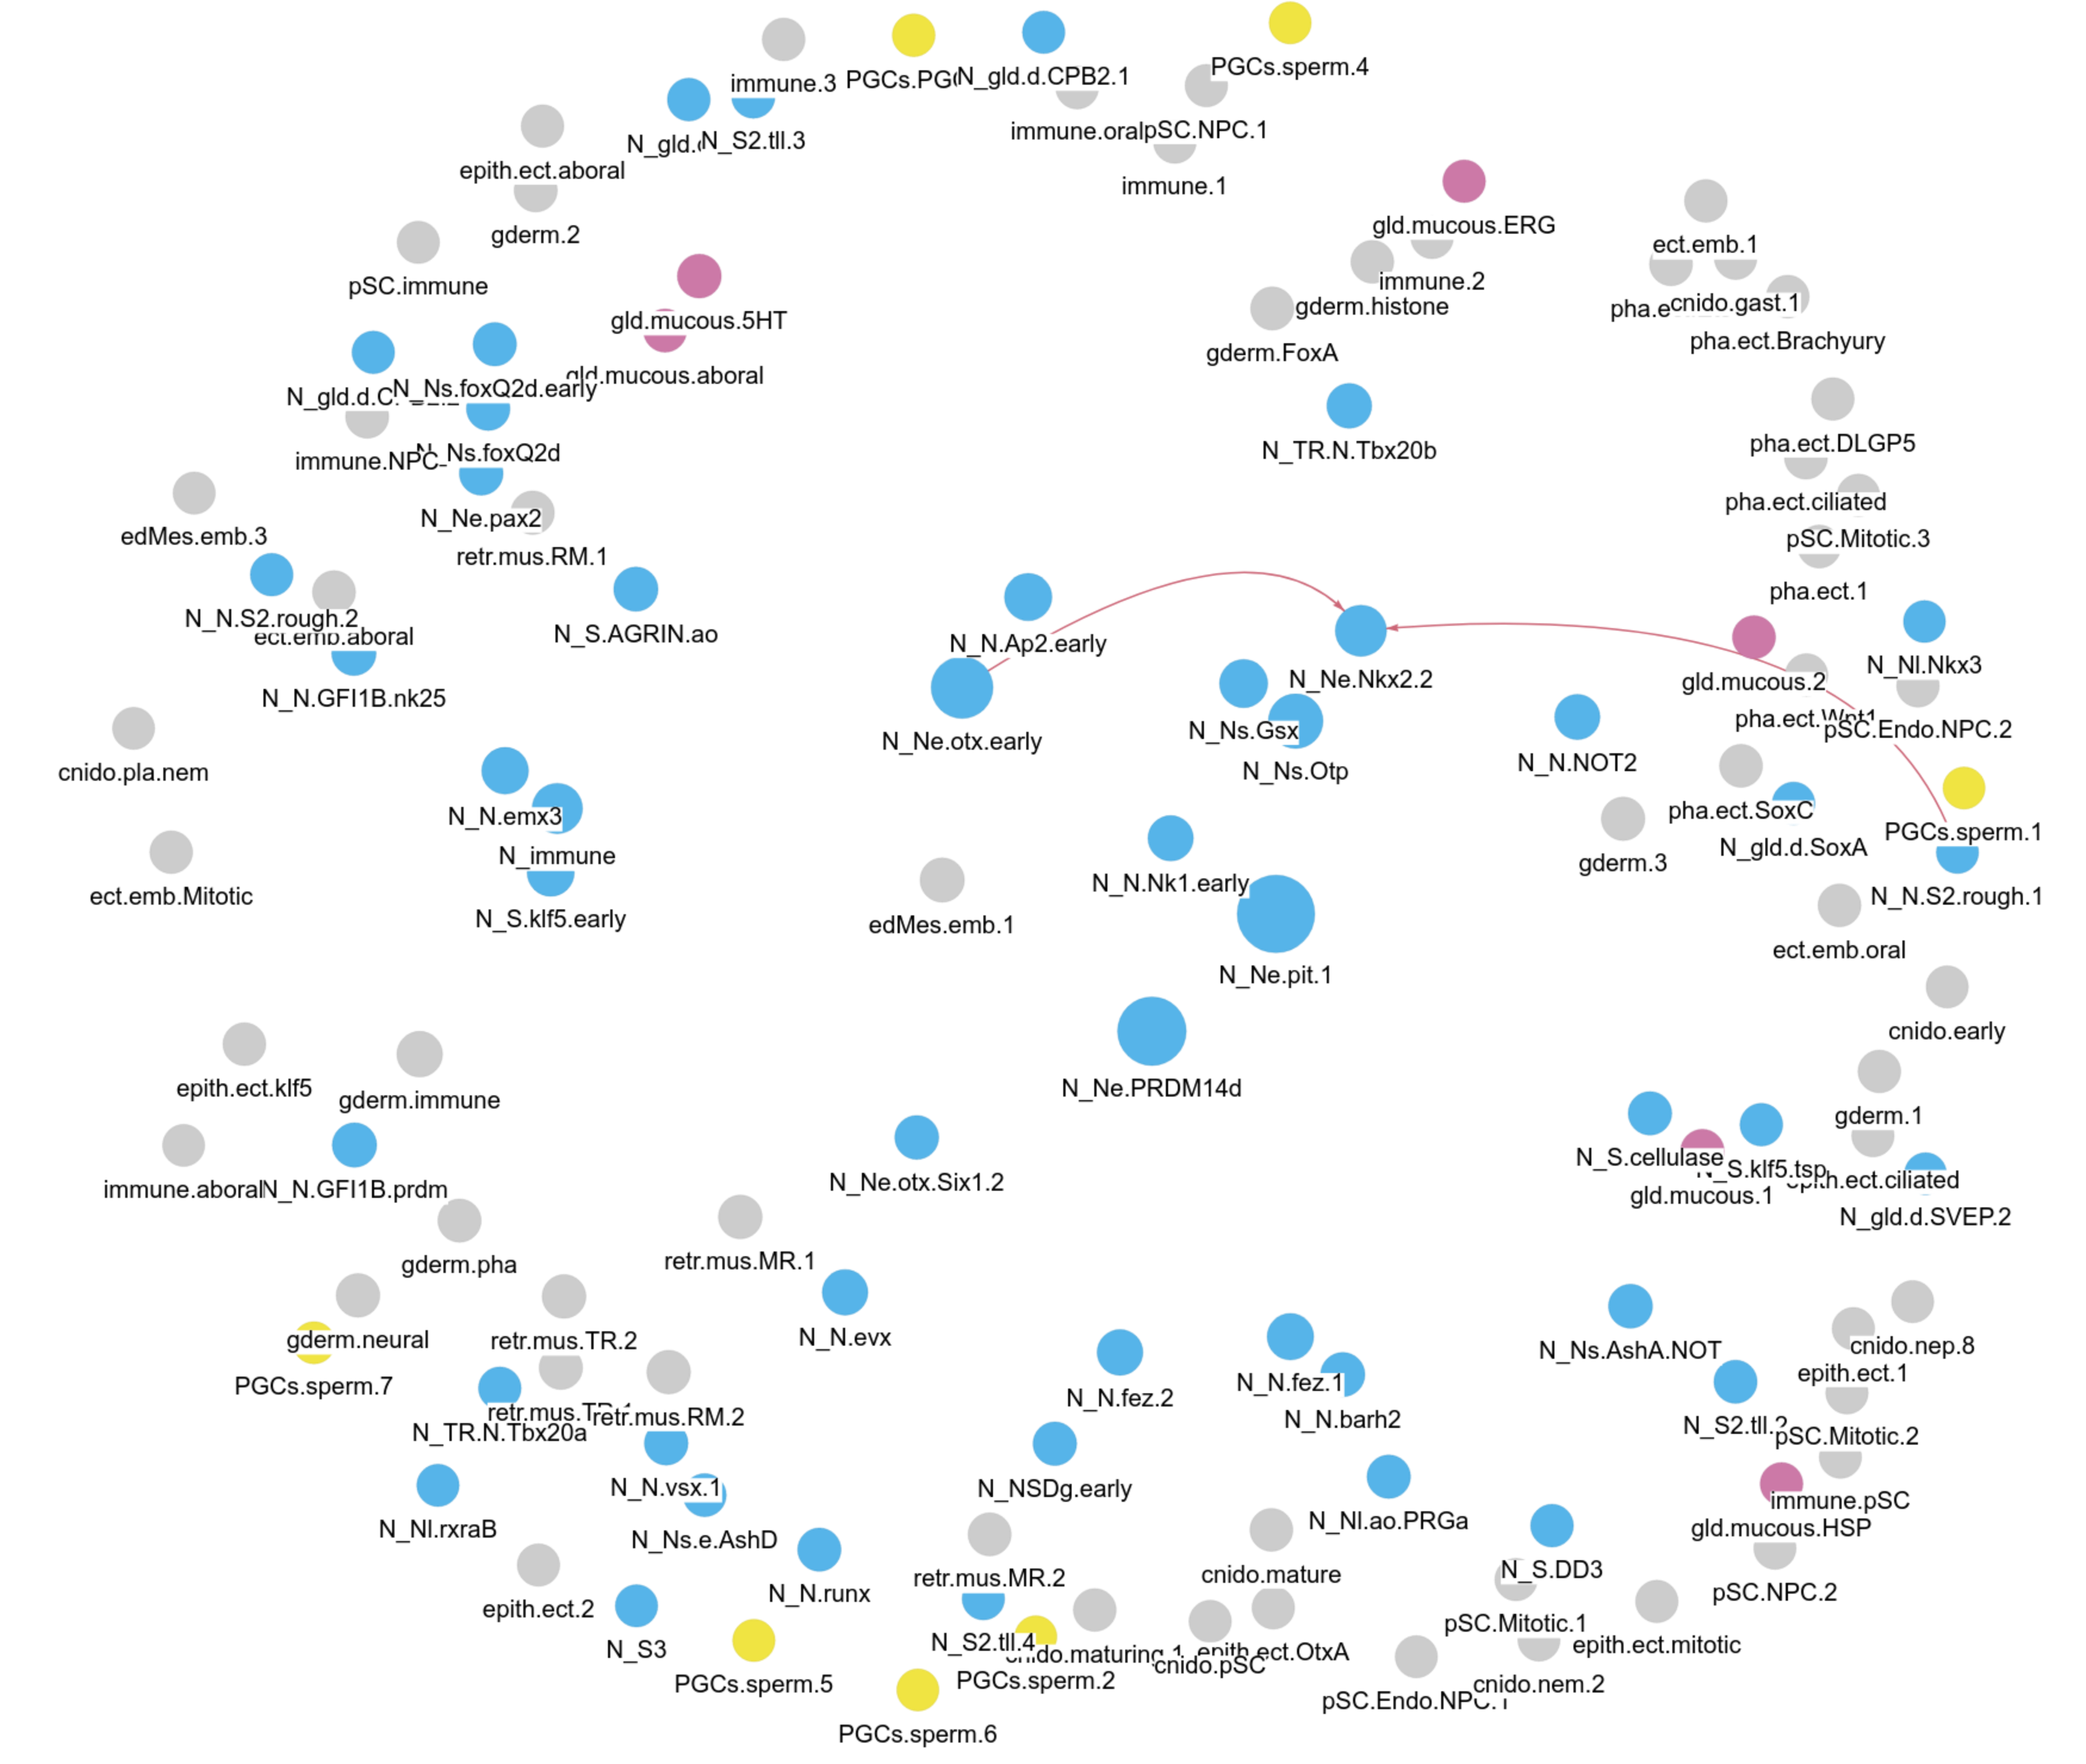 PGCs.sperm.4
immune.3
N_gld.d.CPB2.1
immune.oral
pSC.NPC.1
N_S2.tll.3
epith.ect.aboral
immune.1
gderm.2
gld.mucous.ERG
ect.emb.1
pSC.immune
immune.2
gderm.histone
cnido.gast.1
gld.mucous.5HT
pha.ect.Brachyury
gderm.FoxA
gld.mucous.aboral
N_Ns.foxQ2d.early
N_TR.N.Tbx20b
pha.ect.DLGP5
N_Ns.foxQ2d
immune.NPC
pha.ect.ciliated
N_Ne.pax2
edMes.emb.3
pSC.Mitotic.3
retr.mus.RM.1
pha.ect.1
N_N.S2.rough.2
ect.emb.aboral
N_S.AGRIN.ao
N_N.Ap2.early
N_Nl.Nkx3
N_Ne.Nkx2.2
gld.mucous.2
N_N.GFI1B.nk25
pha.ect.Wnt1
pSC.Endo.NPC.2
N_Ns.Gsx
N_Ne.otx.early
N_N.NOT2
N_Ns.Otp
cnido.pla.nem
pha.ect.SoxC
N_N.emx3
PGCs.sperm.1
N_gld.d.SoxA
N_immune
gderm.3
N_N.Nk1.early
ect.emb.Mitotic
N_N.S2.rough.1
N_S.klf5.early
edMes.emb.1
ect.emb.oral
N_Ne.pit.1
cnido.early
epith.ect.klf5
N_Ne.PRDM14d
gderm.immune
gderm.1
N_S.cellulase
N_S.klf5.tsp
epith.ect.ciliated
N_Ne.otx.Six1.2
immune.aboral
N_N.GFI1B.prdm
gld.mucous.1
N_gld.d.SVEP.2
retr.mus.MR.1
gderm.pha
N_N.evx
gderm.neural
retr.mus.TR.2
cnido.nep.8
N_Ns.AshA.NOT
epith.ect.1
N_N.fez.1
PGCs.sperm.7
N_N.fez.2
N_N.barh2
retr.mus.RM.2
N_TR.N.Tbx20a
N_S2.tll.2
pSC.Mitotic.2
N_N.vsx.1
N_NSDg.early
immune.pSC
N_Nl.ao.PRGa
N_Nl.rxraB
gld.mucous.HSP
N_Ns.e.AshD
N_S.DD3
cnido.mature
retr.mus.MR.2
N_N.runx
pSC.NPC.2
epith.ect.2
pSC.Mitotic.1
N_S2.tll.4
epith.ect.mitotic
N_S3
cnido.maturing.1
epith.ect.OtxA
cnido.pSC
PGCs.sperm.2
PGCs.sperm.5
cnido.nem.2
pSC.Endo.NPC.1
PGCs.sperm.6